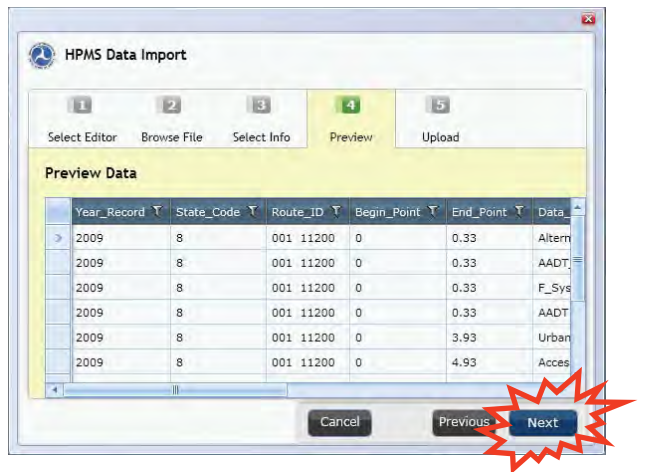 HPMS Data Import
1 2 3 4 5
Select Editor Browse File Select Info Preview Upload
Preview Data
Year_Record State_Code Route_ID Begin_Point End_Point Data_
2009 8 001 11200 0 0.33 Altern
2009 8 001 11200 0 0.33 AADT_
2009 8 001 11200 0 0.33 F_Sys
2009 8 001 11200 0 0.33 AADT
2009 8 001 11200 0 3.93 Urban
2009 8 001 11200 0 4.93 Acces
Cancel Previous Next